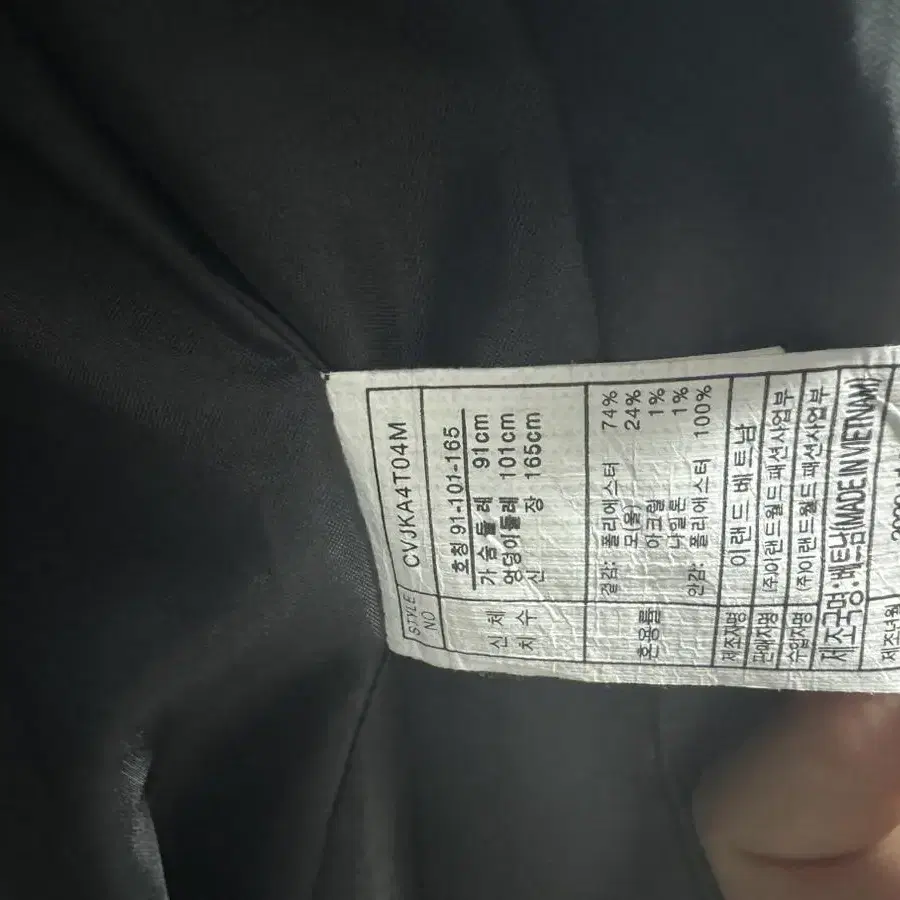 STYLE NO CVJKA4T04M
신체 치수 호칭 91-101-165
가슴둘레 91cm
엉덩이둘레 101cm
신장 165cm
혼용률 겉감: 폴리에스터 74%
모(울) 24%
아크릴 1%
나일론 1%
안감: 폴리에스터 100%
제조자명 이랜드베트남
판매자명 (주)이랜드월드패션사업부
수입자명 (주)이랜드월드패션사업부
제조국명:베트남(MADE IN VIETNAM)
제조년월